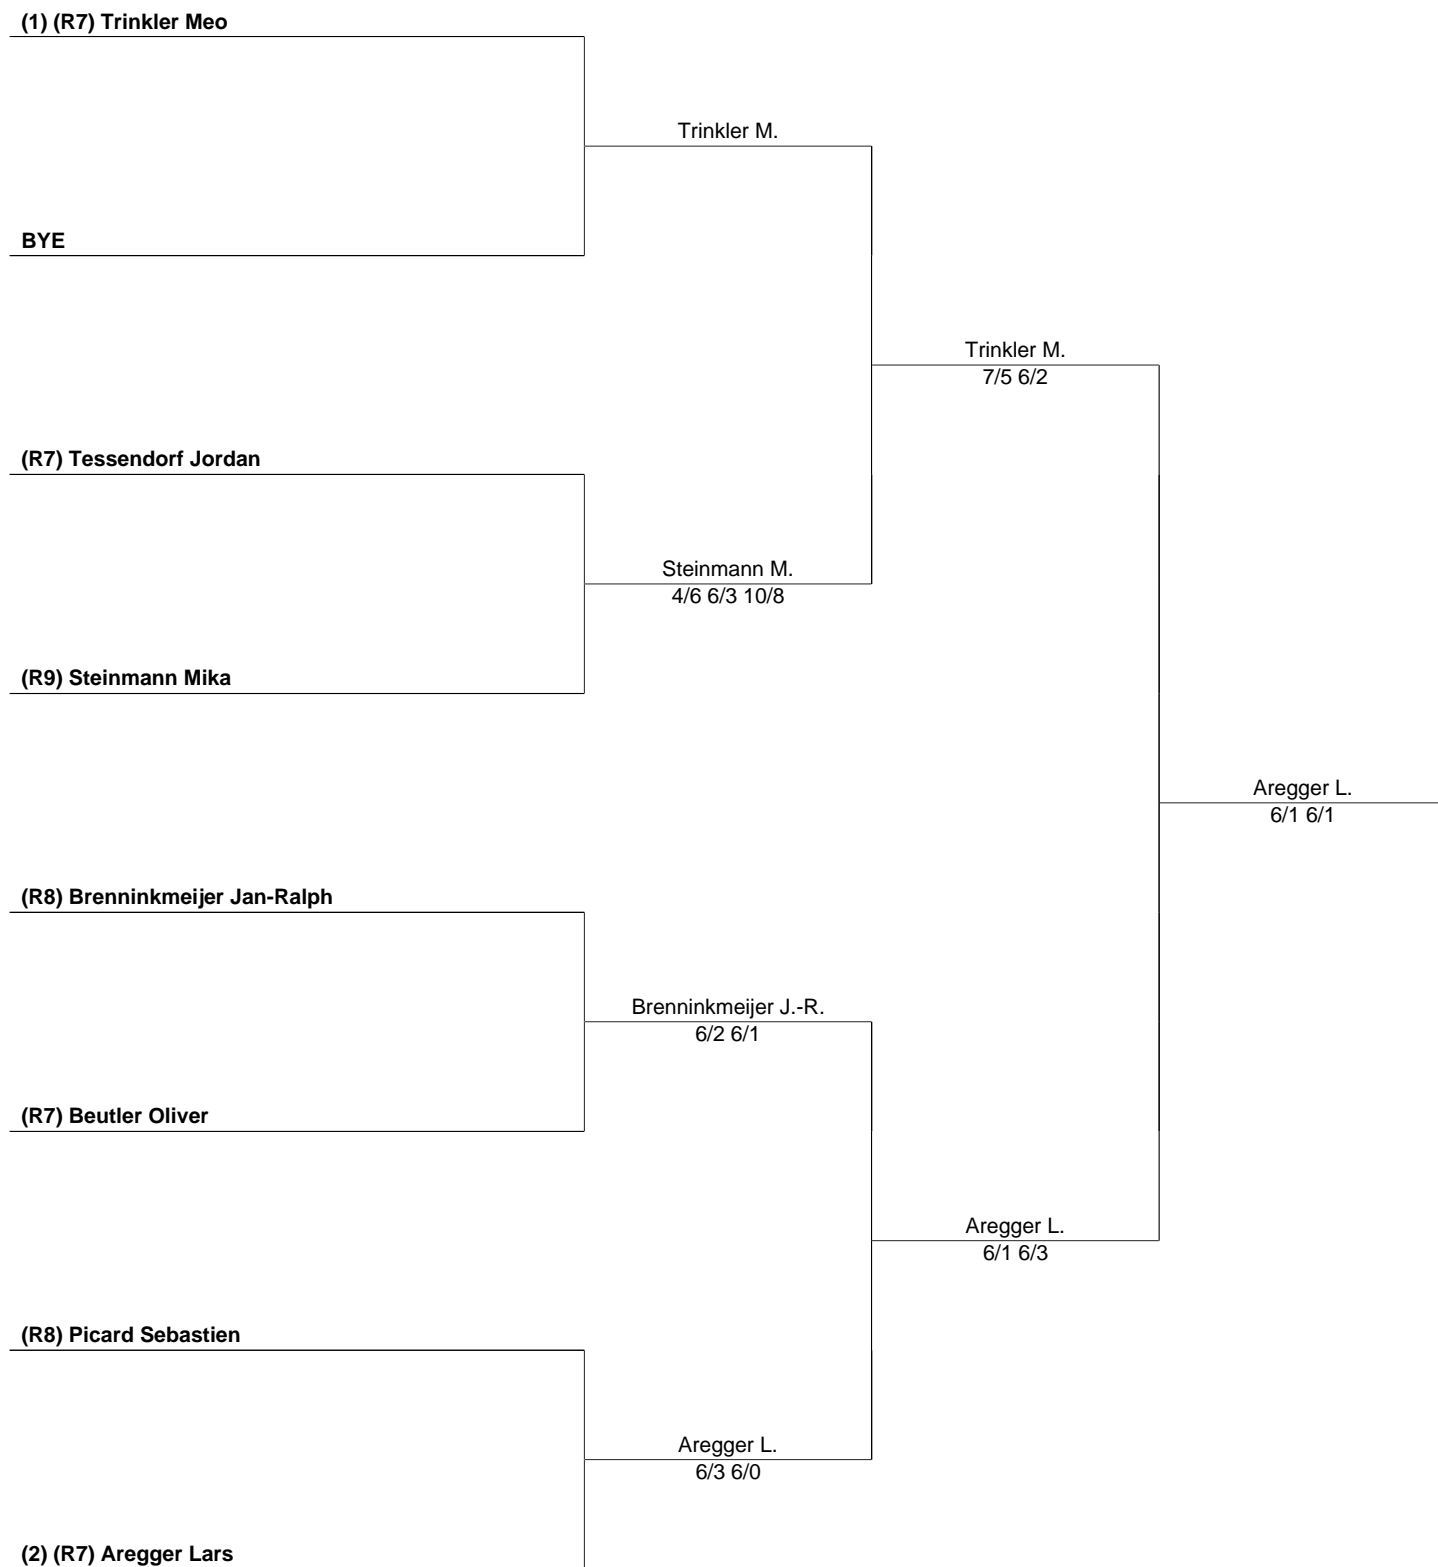 (1) (R7) Trinkler Meo
Trinkler M.
BYE
Trinkler M.
7/5 6/2
(R7) Tessendorf Jordan
Steinmann M.
4/6 6/3 10/8
(R9) Steinmann Mika
Aregger L.
6/1 6/1
(R8) Brenninkmeijer Jan-Ralph
Brenninkmeijer J.-R.
6/2 6/1
(R7) Beutler Oliver
Aregger L.
6/1 6/3
(R8) Picard Sebastien
Aregger L.
6/3 6/0
(2) (R7) Aregger Lars